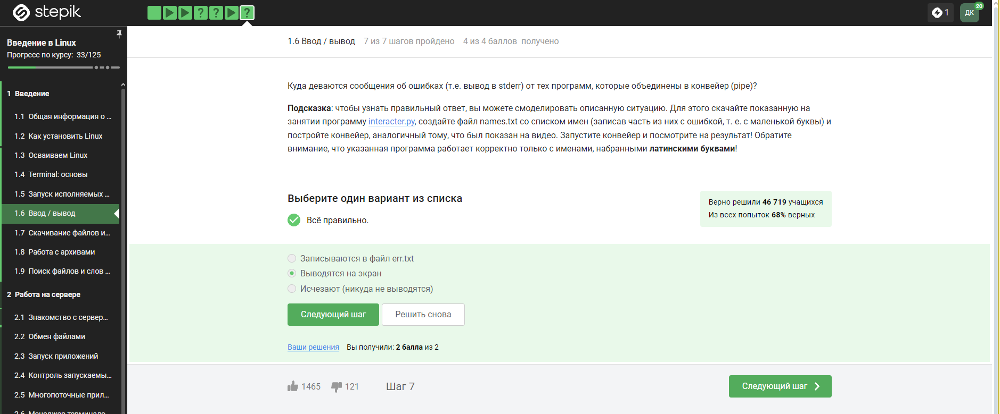 stepik
? ? ?
1
ДК
20
Введение в Linux
Прогресс по курсу: 33/125
1 Введение
1.1 Общая информация о ...
1.2 Как установить Linux
1.3 Осваиваем Linux
1.4 Terminal: основы
1.5 Запуск исполняемых ...
1.6 Ввод / вывод
1.7 Скачивание файлов и...
1.8 Работа с архивами
1.9 Поиск файлов и слов ...
2 Работа на сервере
2.1 Знакомство с сервер...
2.2 Обмен файлами
2.3 Запуск приложений
2.4 Контроль запускаемы...
2.5 Многопоточные прил...
2.6 Менеджер терминало...
1.6 Ввод / вывод 7 из 7 шагов пройдено 4 из 4 баллов получено
Куда деваются сообщения об ошибках (т.е. вывод в stderr) от тех программ, которые объединены в конвейер (pipe)?
Подсказка: чтобы узнать правильный ответ, вы можете смоделировать описанную ситуацию. Для этого скачайте показанную на
занятии программу interacter.py, создайте файл names.txt со списком имен (записав часть из них с ошибкой, т. е. с маленькой буквы) и
постройте конвейер, аналогичный тому, что был показан на видео. Запустите конвейер и посмотрите на результат! Обратите
внимание, что указанная программа работает корректно только с именами, набранными латинскими буквами!
Выберите один вариант из списка
Всё правильно.
Верно решили 46 719 учащихся
Из всех попыток 68% верных
Записываются в файл err.txt
Выводятся на экран
Исчезают (никуда не выводятся)
Следующий шаг
Решить снова
Ваши решения Вы получили: 2 балла из 2
1465 121 Шаг 7
Следующий шаг